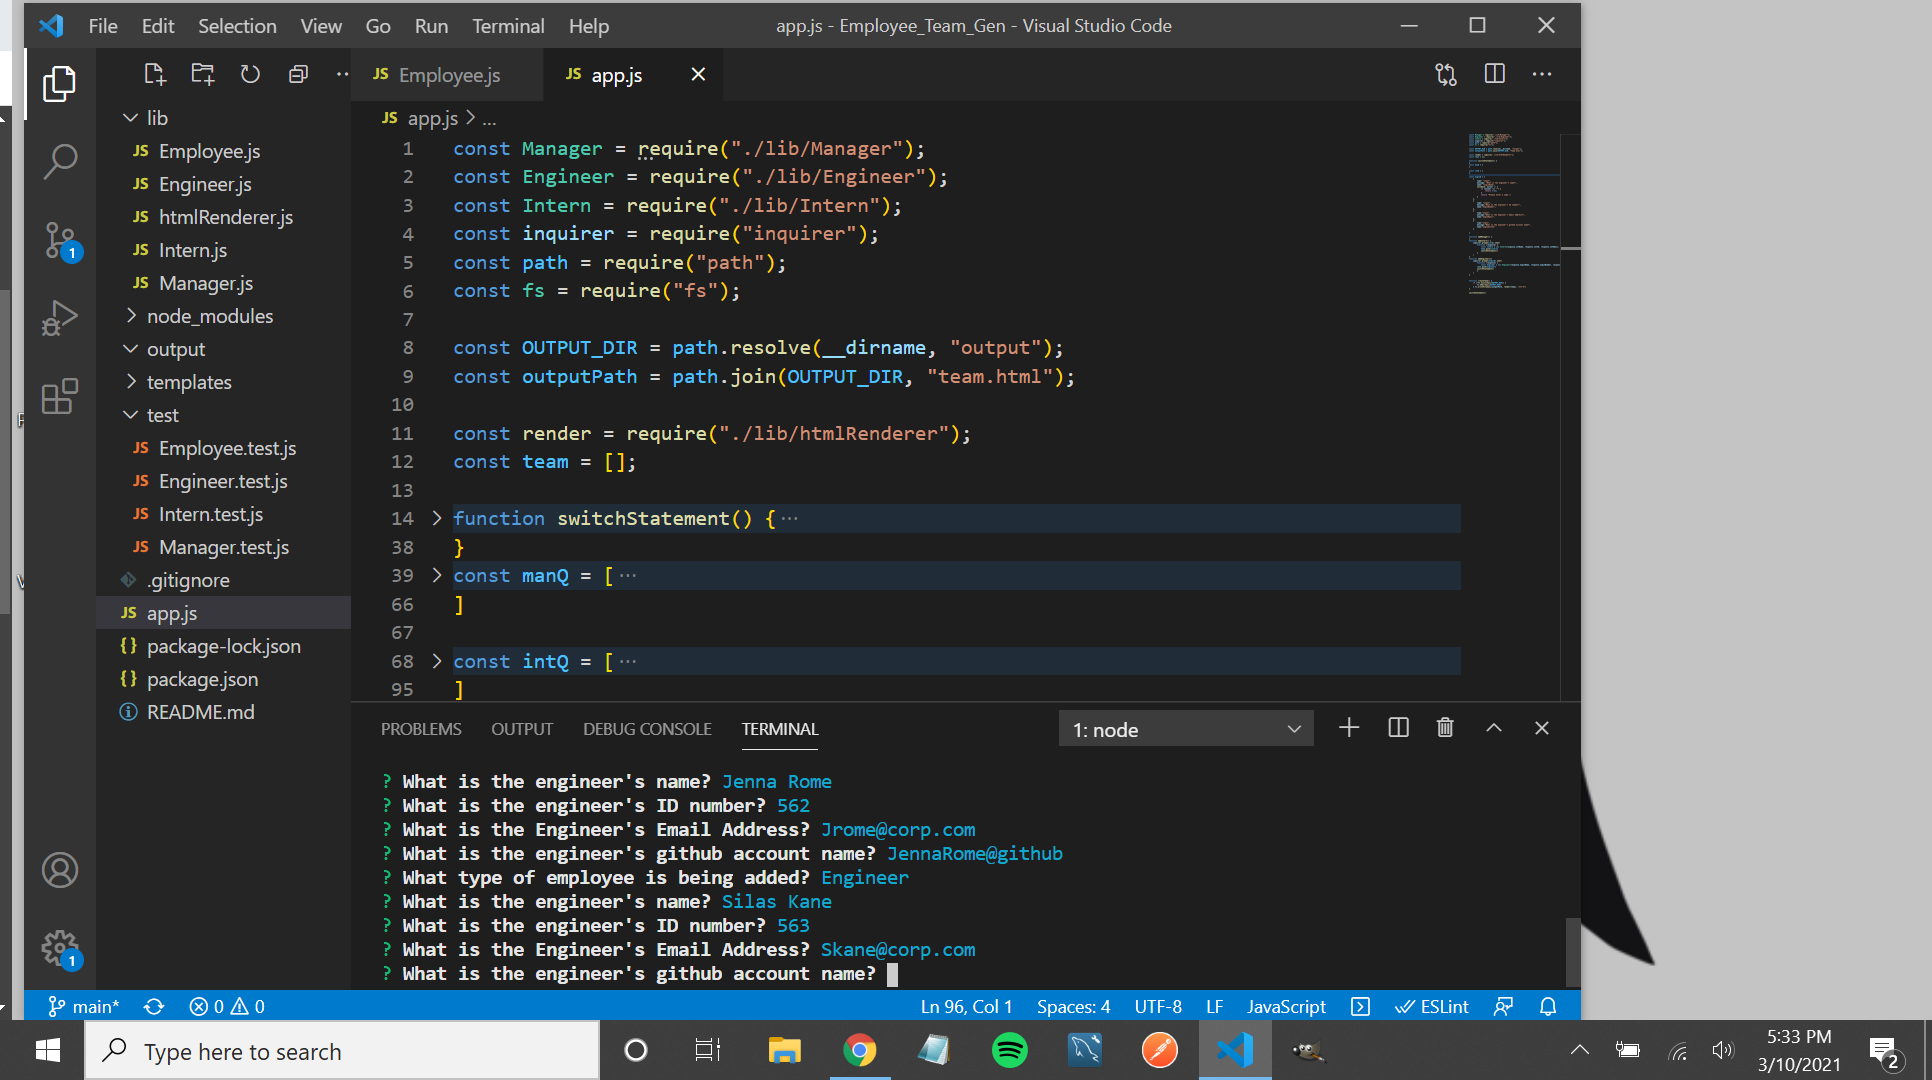 File Edit Selection View Go Run Terminal Help
app.js - Employee_Team_Gen - Visual Studio Code
JS Employee.js
JS app.js
JS app.js > ...
lib
JS Employee.js
JS Engineer.js
JS htmlRenderer.js
JS Intern.js
JS Manager.js
node_modules
output
templates
test
JS Employee.test.js
JS Engineer.test.js
JS Intern.test.js
JS Manager.test.js
.gitignore
JS app.js
{} package-lock.json
{} package.json
README.md
1
1
1 const Manager = require("./lib/Manager");
2 const Engineer = require("./lib/Engineer");
3 const Intern = require("./lib/Intern");
4 const inquirer = require("inquirer");
5 const path = require("path");
6 const fs = require("fs");
7
8 const OUTPUT_DIR = path.resolve(__dirname, "output");
9 const outputPath = path.join(OUTPUT_DIR, "team.html");
10
11 const render = require("./lib/htmlRenderer");
12 const team = [];
13
14 function switchStatement() {···
38 }
39 const manQ = [···
66 ]
67
68 const intQ = [···
95 ]
PROBLEMS OUTPUT DEBUG CONSOLE TERMINAL
1: node
? What is the engineer's name? Jenna Rome
? What is the engineer's ID number? 562
? What is the Engineer's Email Address? Jrome@corp.com
? What is the engineer's github account name? JennaRome@github
? What type of employee is being added? Engineer
? What is the engineer's name? Silas Kane
? What is the engineer's ID number? 563
? What is the Engineer's Email Address? Skane@corp.com
? What is the engineer's github account name?
main* 0 0
Ln 96, Col 1 Spaces: 4 UTF-8 LF JavaScript ESLint
Type here to search
5:33 PM
3/10/2021
2